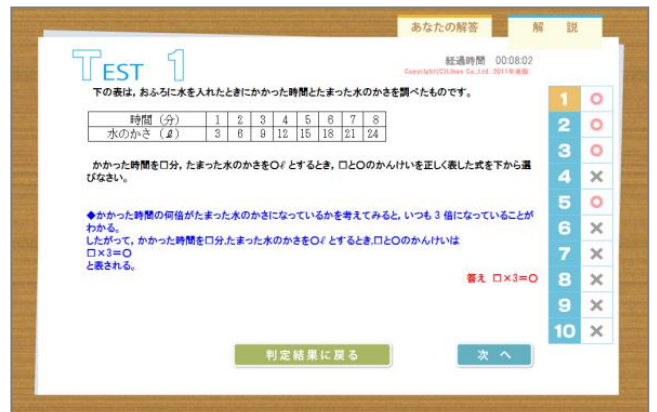 あなたの解答
解 説
TEST 1
経過時間 00:08:02
下の表は，おふろに水を入れたときにかかった時間とたまった水のかさを調べたものです。
時間（分） 1 2 3 4 5 6 7 8
水のかさ（ℓ） 3 6 9 12 15 18 21 24
かかった時間を□分，たまった水のかさを○ℓとするとき，□と○のかんけいを正しく表した式を下から選
びなさい。
◆かかった時間の何倍がたまった水のかさになっているかを考えてみると，いつも 3 倍になっていることが
わかる。
したがって，かかった時間を□分,たまった水のかさを○ℓとするとき,□と○のかんけいは
□×3=○
と表される。
答え □×3=○
1 ○
2 ○
3 ○
4 ×
5 ○
6 ×
7 ×
8 ×
9 ×
10 ×
判定結果に戻る
次 へ